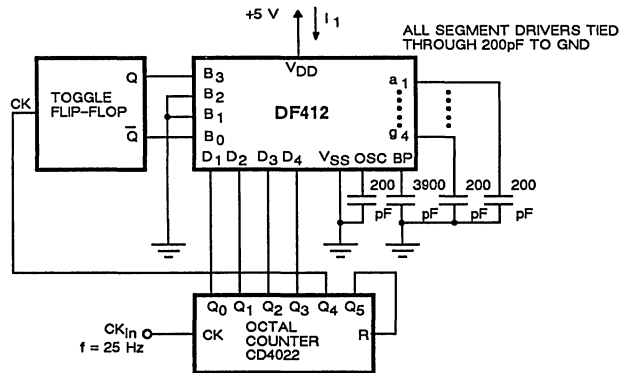 +5 V
I1
ALL SEGMENT DRIVERS TIED
THROUGH 200pF TO GND
CK
TOGGLE
FLIP–FLOP
Q
Q̅
B3
B2
B1
B0
VDD
DF412
a1
g4
D1 D2 D3 D4 VSS OSC BP
200 3900 200 200
pF pF pF pF
Q0 Q1 Q2 Q3 Q4 Q5
CKin
f = 25 Hz
CK
OCTAL
COUNTER
CD4022
R